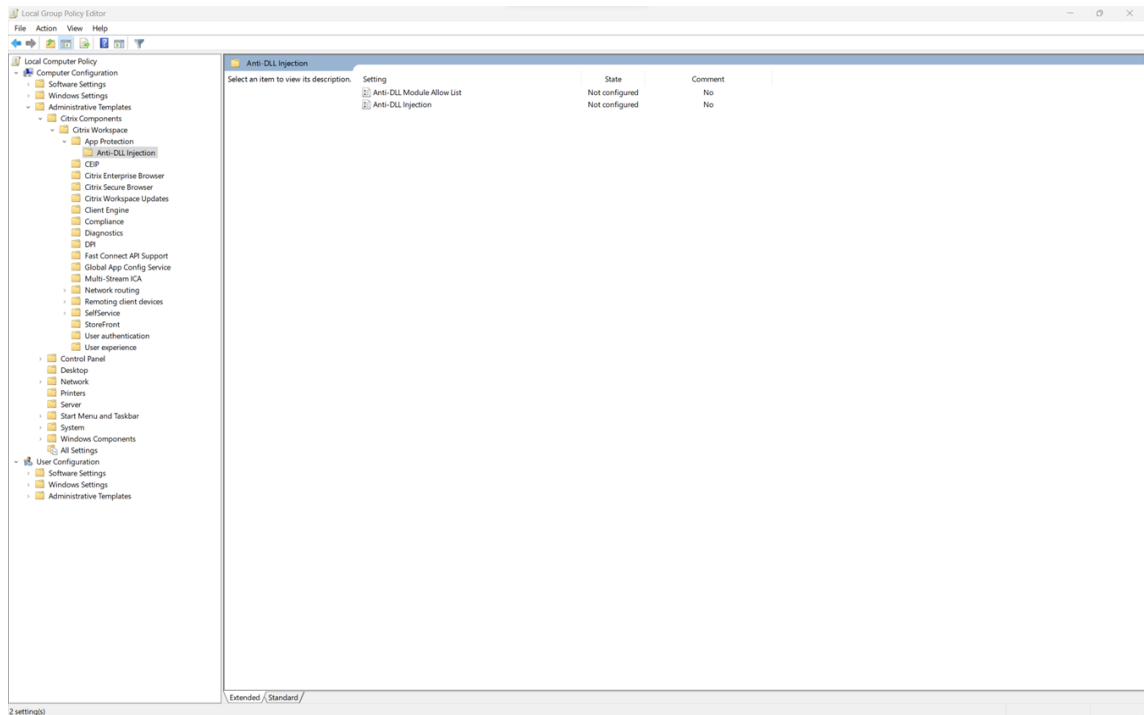 Local Group Policy Editor
File Action View Help
Local Computer Policy
Computer Configuration
Software Settings
Windows Settings
Administrative Templates
Citrix Components
Citrix Workspace
App Protection
Anti-DLL Injection
CEIP
Citrix Enterprise Browser
Citrix Secure Browser
Citrix Workspace Updates
Client Engine
Compliance
Diagnostics
DPI
Fast Connect API Support
Global App Config Service
Multi-Stream ICA
Network routing
Remoting client devices
SelfService
StoreFront
User authentication
User experience
Control Panel
Desktop
Network
Printers
Server
Start Menu and Taskbar
System
Windows Components
All Settings
User Configuration
Software Settings
Windows Settings
Administrative Templates
Anti-DLL Injection
Select an item to view its description.
Setting State Comment
Anti-DLL Module Allow List Not configured No
Anti-DLL Injection Not configured No
Extended Standard
2 setting(s)